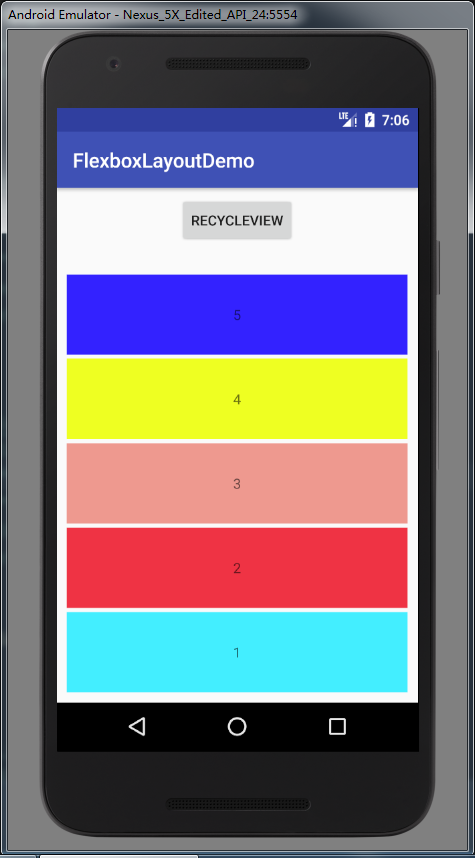 Android Emulator - Nexus_5X_Edited_API_24:5554
LTE 7:06
FlexboxLayoutDemo
RECYCLEVIEW
5
4
3
2
1